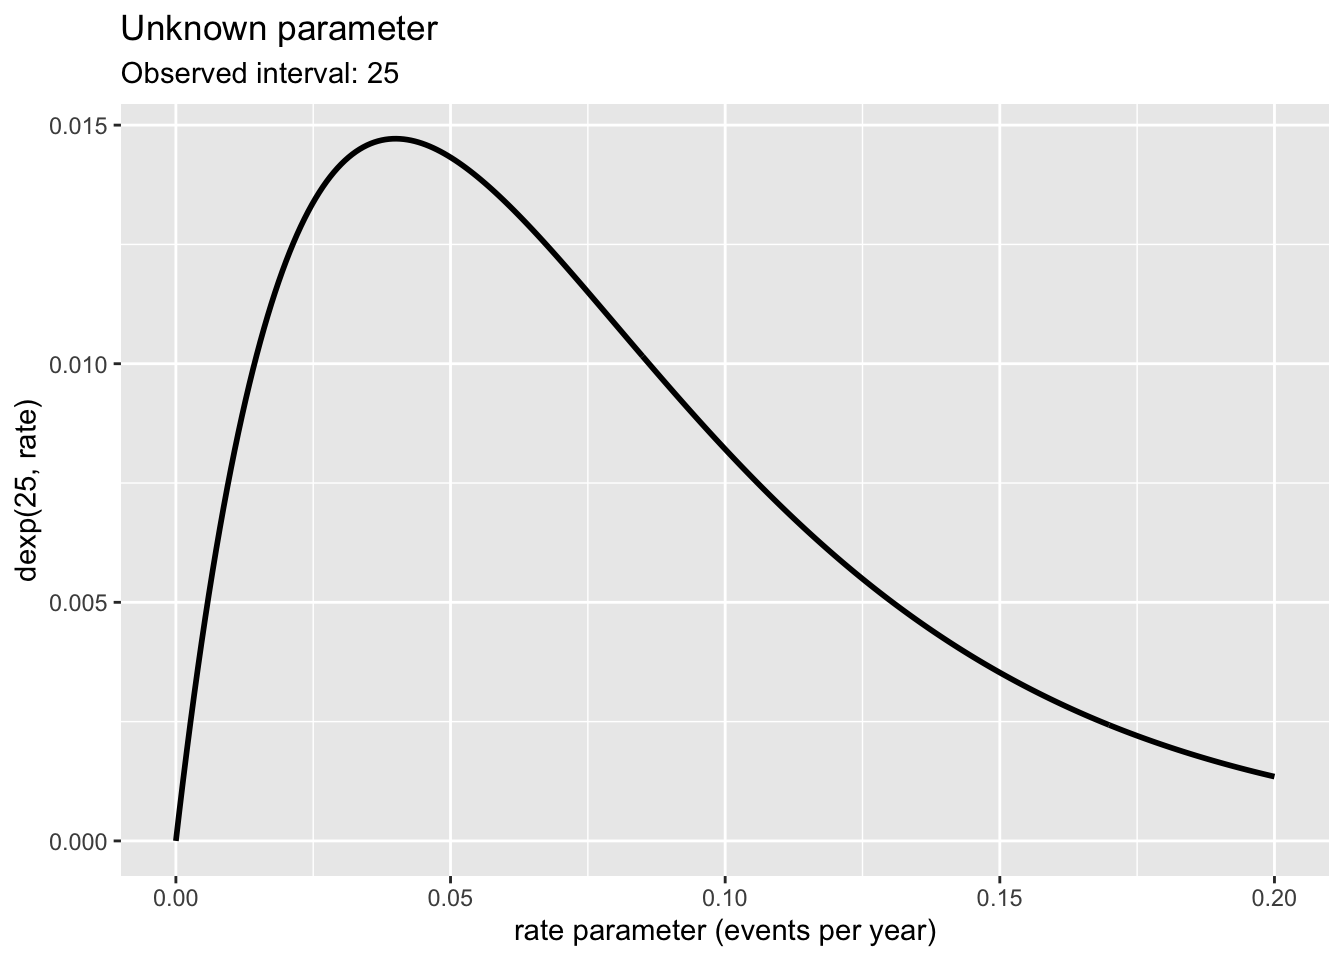 Unknown parameter
Observed interval: 25
0.015
0.010
0.005
0.000
dexp(25, rate)
0.00 0.05 0.10 0.15 0.20
rate parameter (events per year)